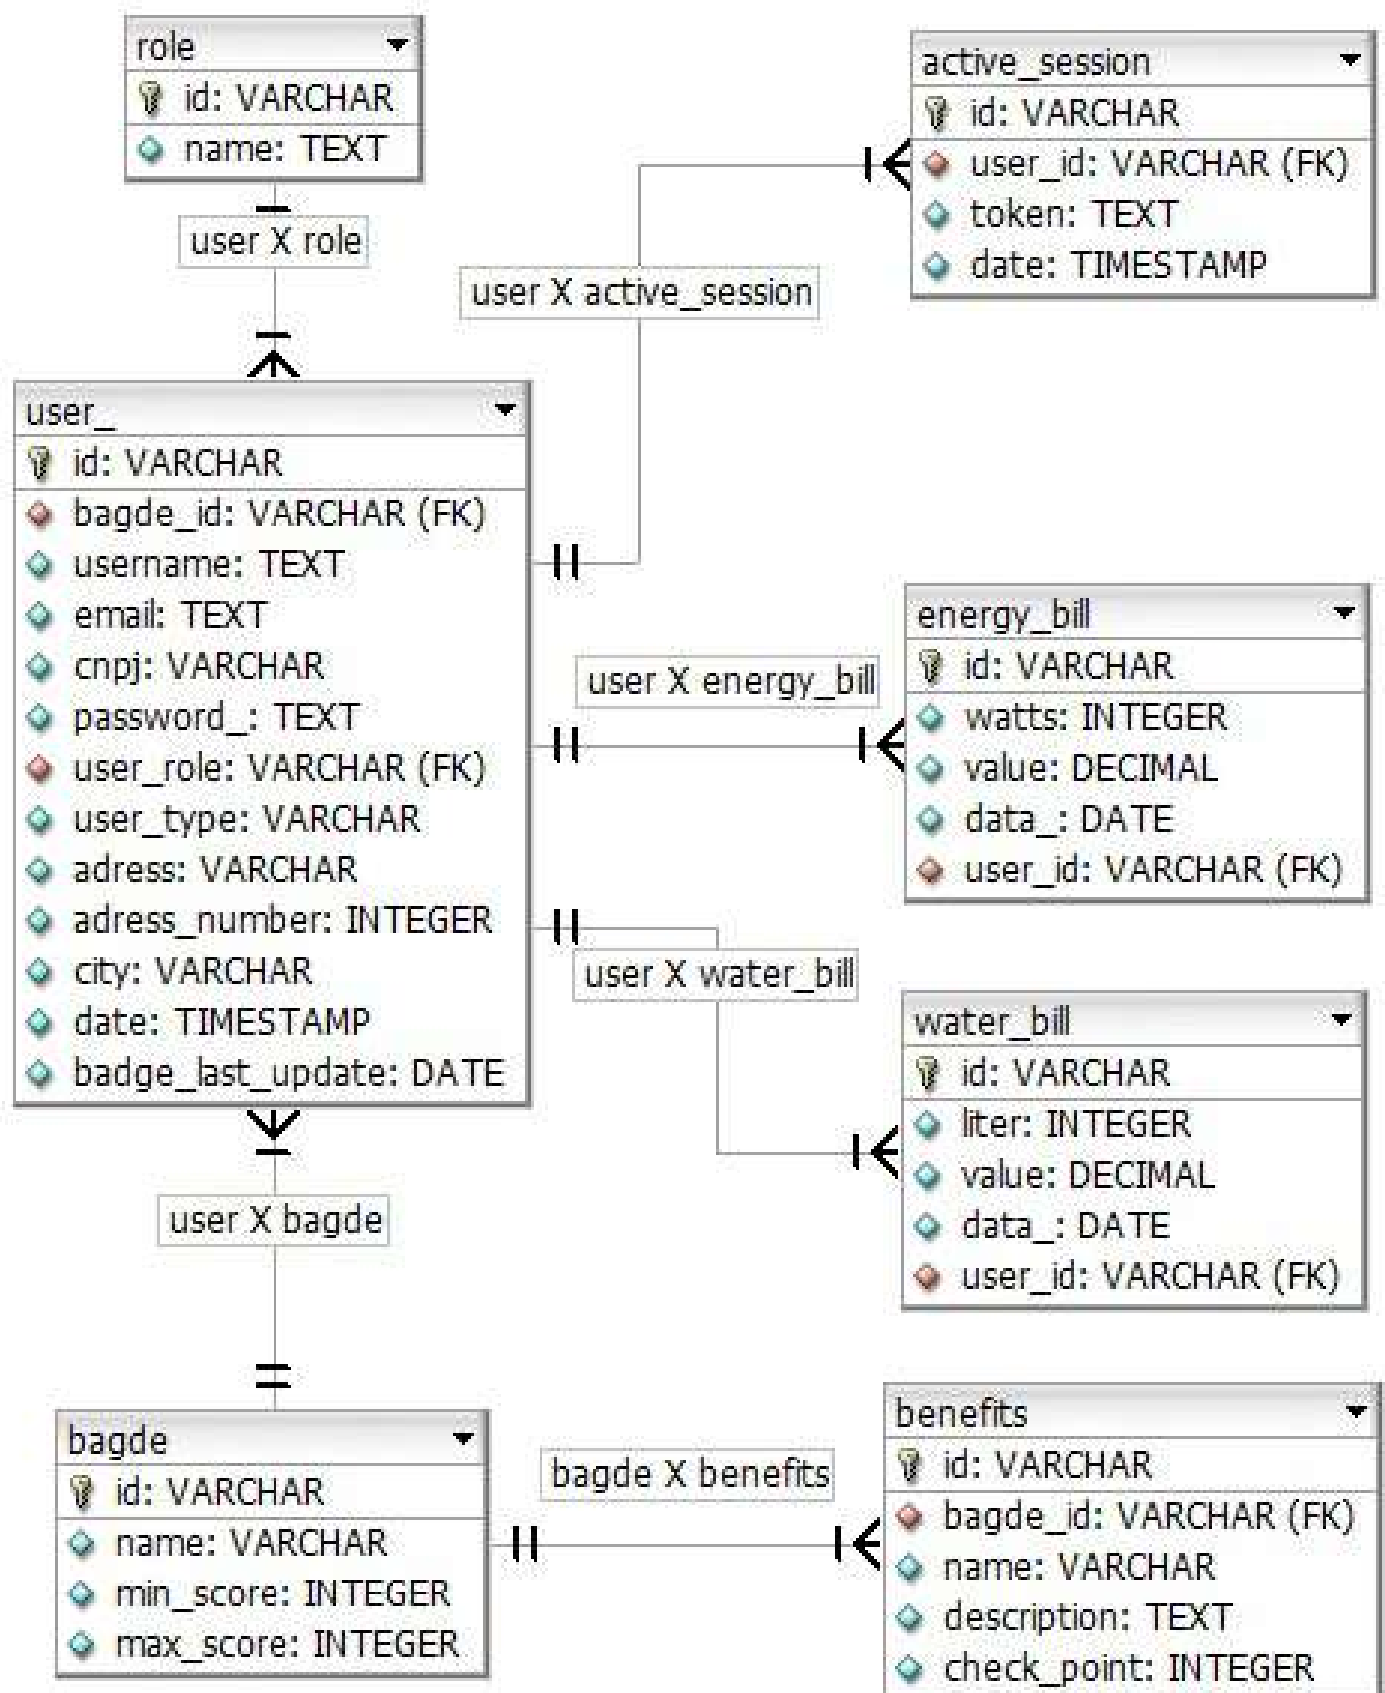 role
id: VARCHAR
name: TEXT
user X role
active_session
id: VARCHAR
user_id: VARCHAR (FK)
token: TEXT
date: TIMESTAMP
user X active_session
user_
id: VARCHAR
bagde_id: VARCHAR (FK)
username: TEXT
email: TEXT
cnpj: VARCHAR
password_: TEXT
user_role: VARCHAR (FK)
user_type: VARCHAR
adress: VARCHAR
adress_number: INTEGER
city: VARCHAR
date: TIMESTAMP
badge_last_update: DATE
user X energy_bill
energy_bill
id: VARCHAR
watts: INTEGER
value: DECIMAL
data_: DATE
user_id: VARCHAR (FK)
user X water_bill
water_bill
id: VARCHAR
liter: INTEGER
value: DECIMAL
data_: DATE
user_id: VARCHAR (FK)
user X bagde
bagde
id: VARCHAR
name: VARCHAR
min_score: INTEGER
max_score: INTEGER
bagde X benefits
benefits
id: VARCHAR
bagde_id: VARCHAR (FK)
name: VARCHAR
description: TEXT
check_point: INTEGER